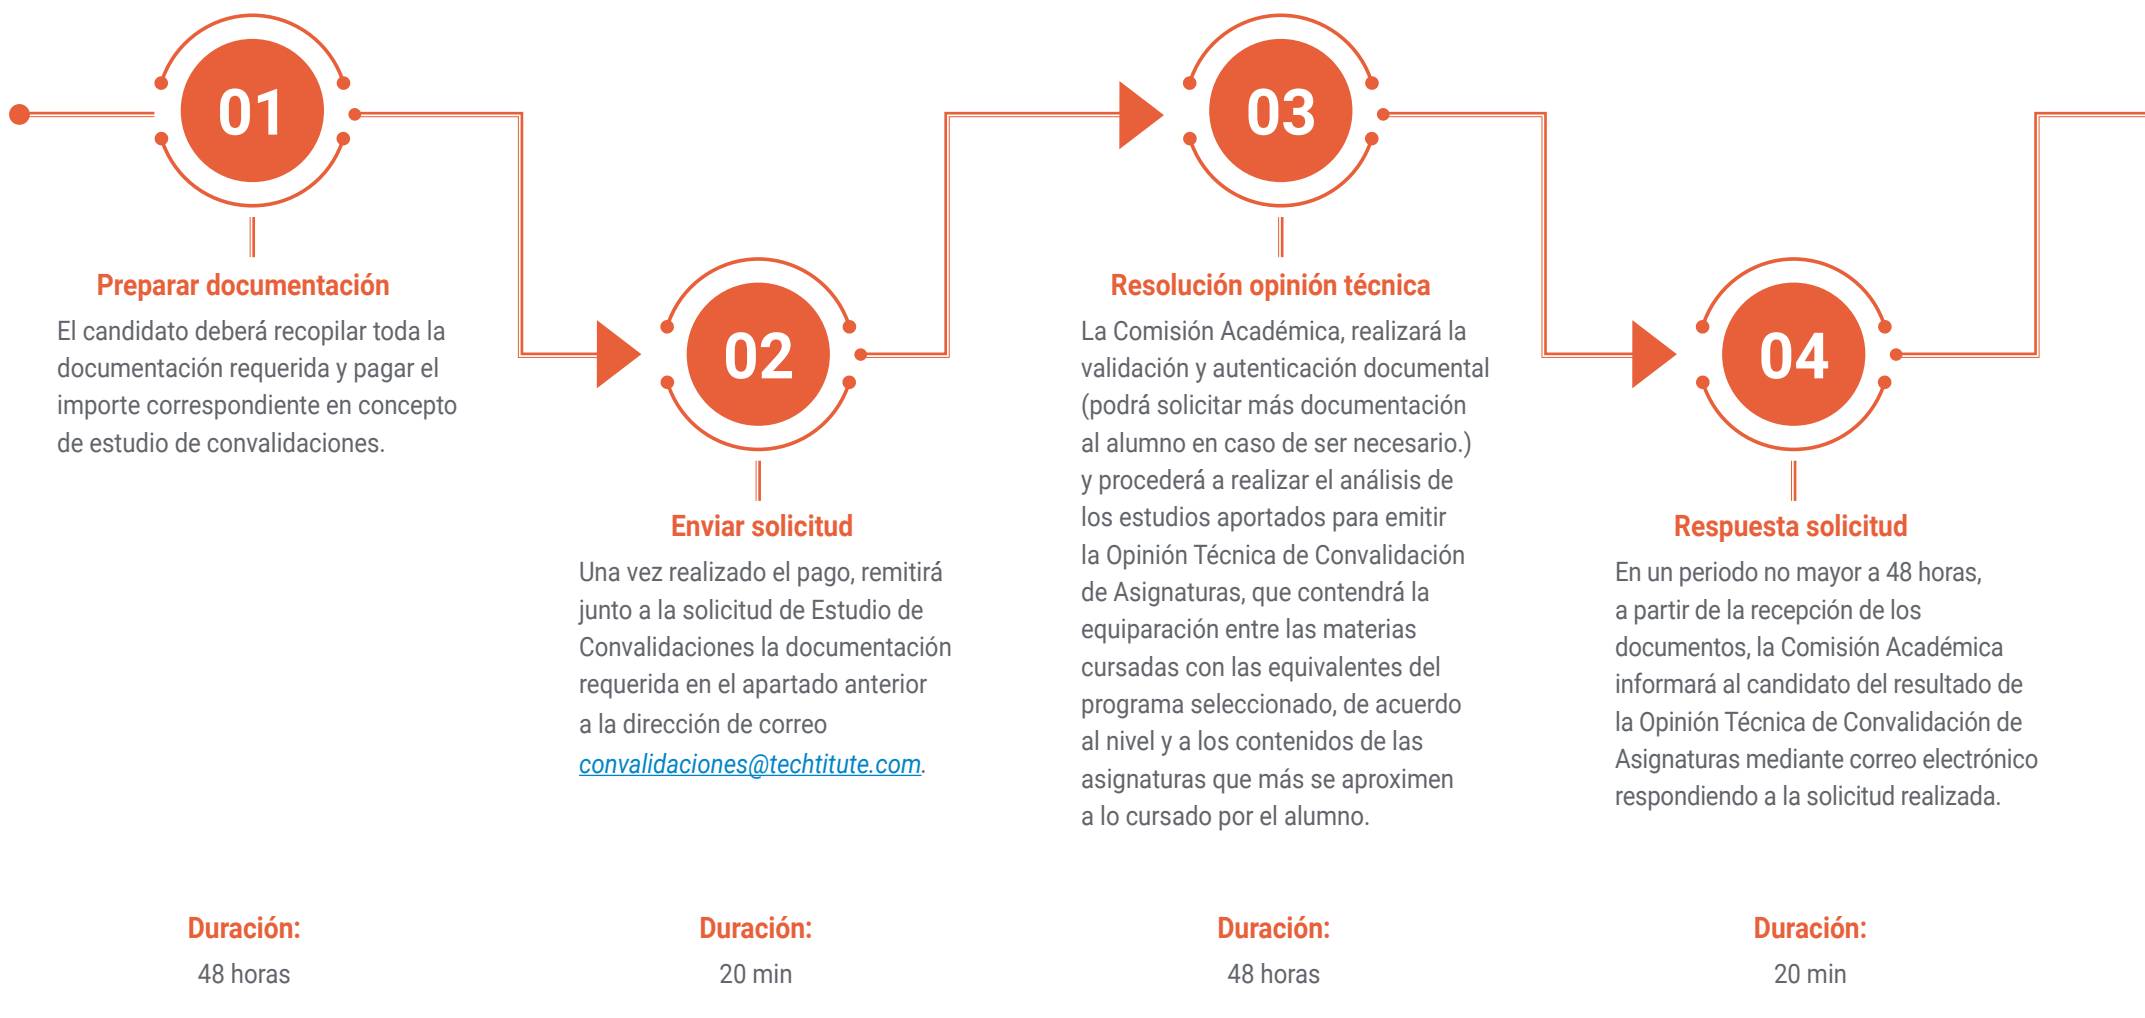 01
Preparar documentación
El candidato deberá recopilar toda la
documentación requerida y pagar el
importe correspondiente en concepto
de estudio de convalidaciones.
Duración:
48 horas
02
Enviar solicitud
Una vez realizado el pago, remitirá
junto a la solicitud de Estudio de
Convalidaciones la documentación
requerida en el apartado anterior
a la dirección de correo
convalidaciones@techtitute.com.
Duración:
20 min
03
Resolución opinión técnica
La Comisión Académica, realizará la
validación y autenticación documental
(podrá solicitar más documentación
al alumno en caso de ser necesario.)
y procederá a realizar el análisis de
los estudios aportados para emitir
la Opinión Técnica de Convalidación
de Asignaturas, que contendrá la
equiparación entre las materias
cursadas con las equivalentes del
programa seleccionado, de acuerdo
al nivel y a los contenidos de las
asignaturas que más se aproximen
a lo cursado por el alumno.
Duración:
48 horas
04
Respuesta solicitud
En un periodo no mayor a 48 horas,
a partir de la recepción de los
documentos, la Comisión Académica
informará al candidato del resultado de
la Opinión Técnica de Convalidación de
Asignaturas mediante correo electrónico
respondiendo a la solicitud realizada.
Duración:
20 min